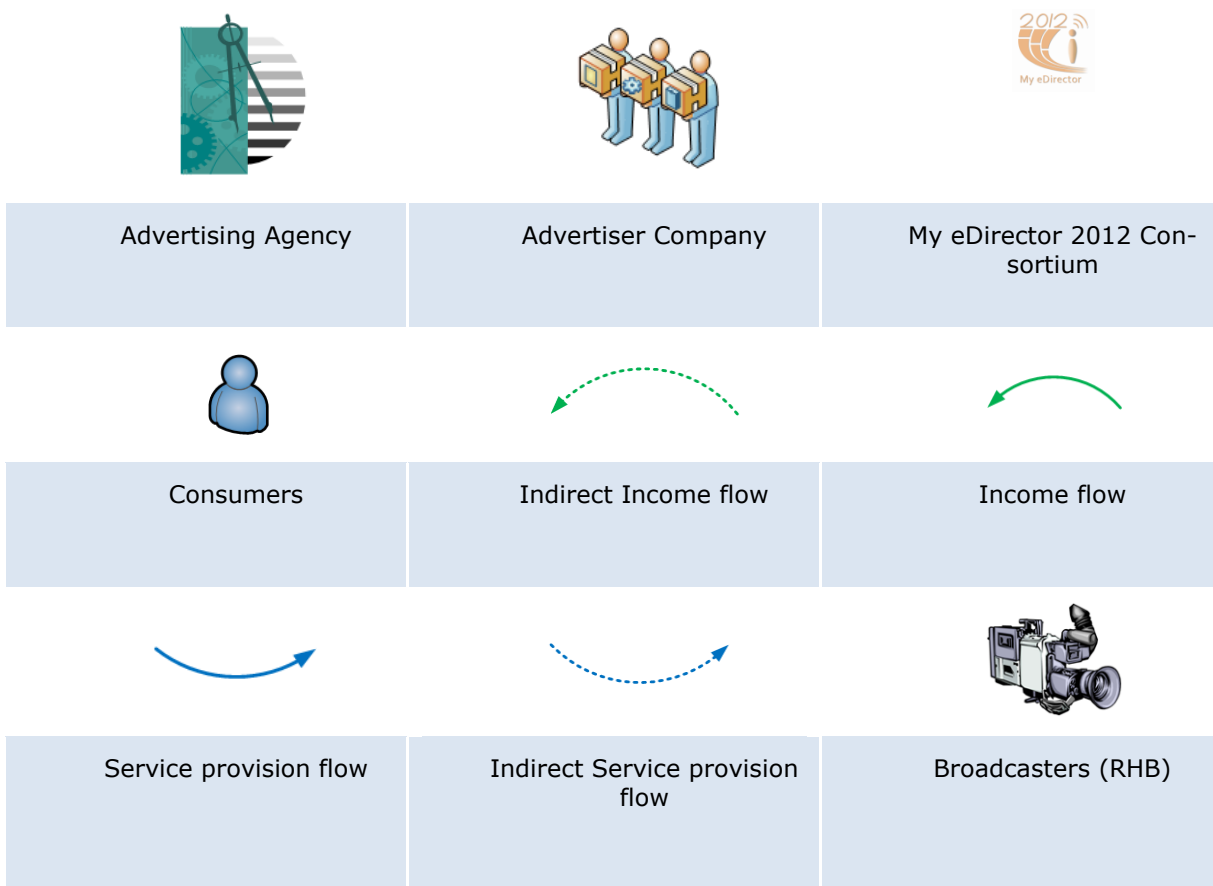 2012
My eDirector
Advertising Agency
Advertiser Company
My eDirector 2012 Con-
sortium
Consumers
Indirect Income flow
Income flow
Service provision flow
Indirect Service provision
flow
Broadcasters (RHB)